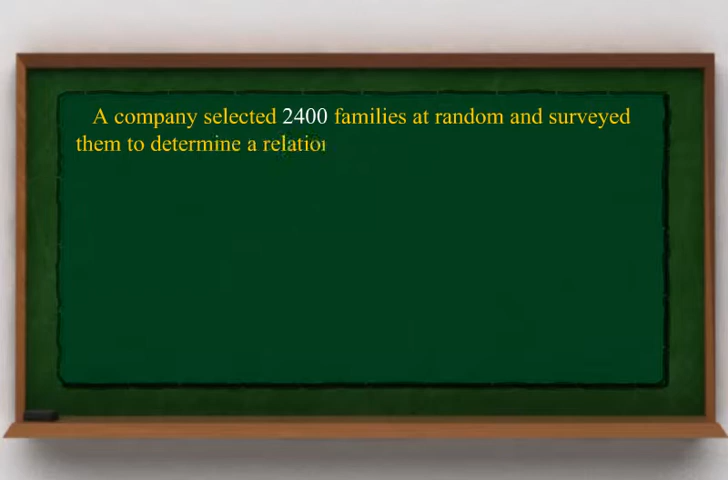 A company selected 2400 families at random and surveyed
them to determine a